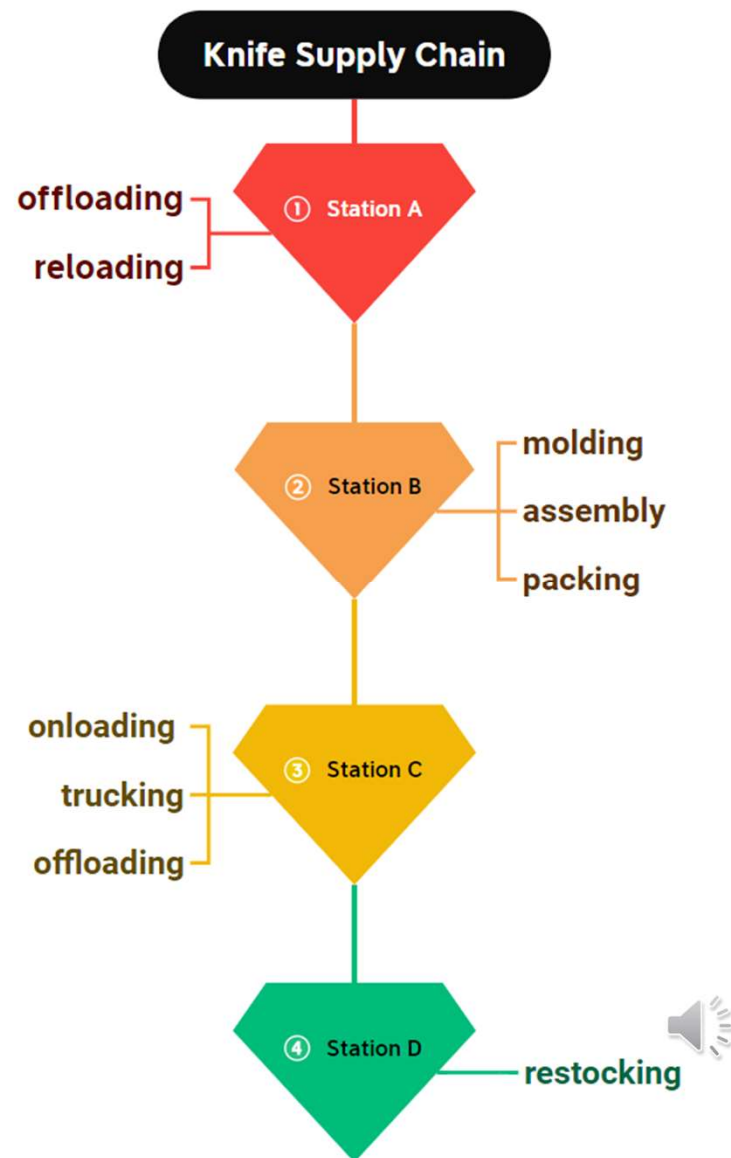 Knife Supply Chain
① Station A
offloading
reloading
② Station B
molding
assembly
packing
③ Station C
onloading
trucking
offloading
④ Station D
restocking